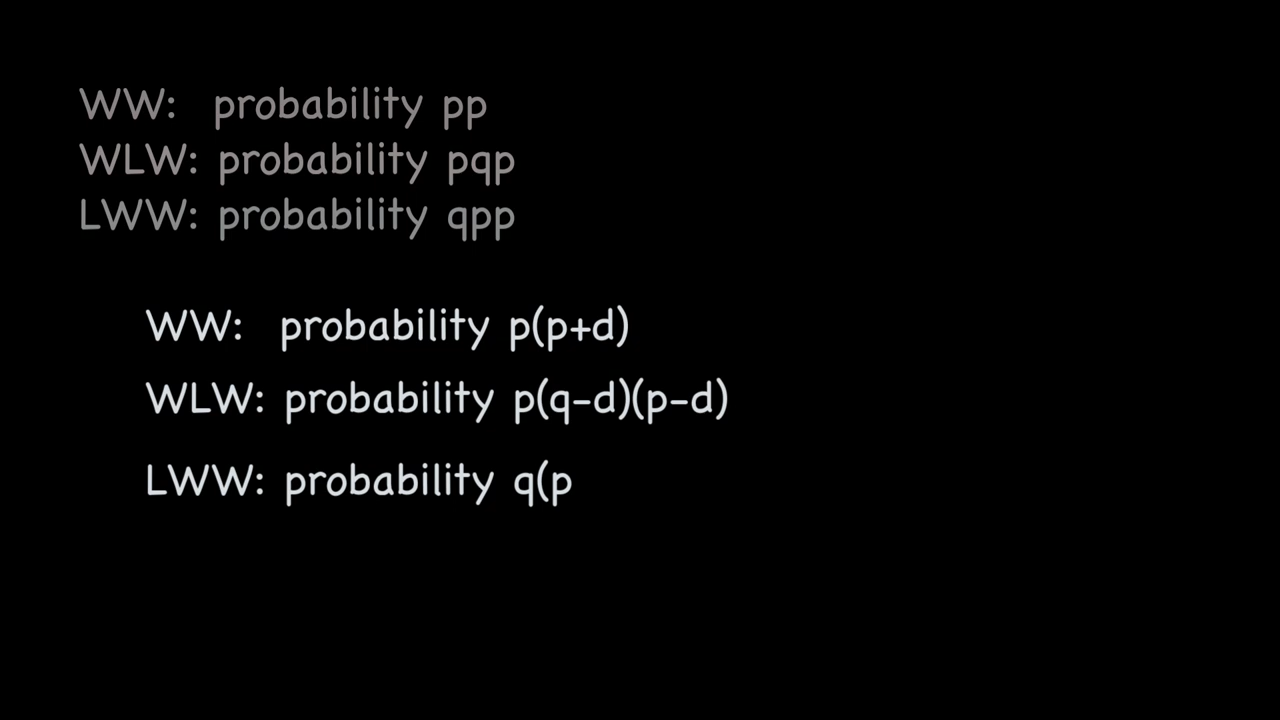 WW: probability pp
WLW: probability pqp
LWW: probability qpp
WW: probability p(p+d)
WLW: probability p(q-d)(p-d)
LWW: probability q(p